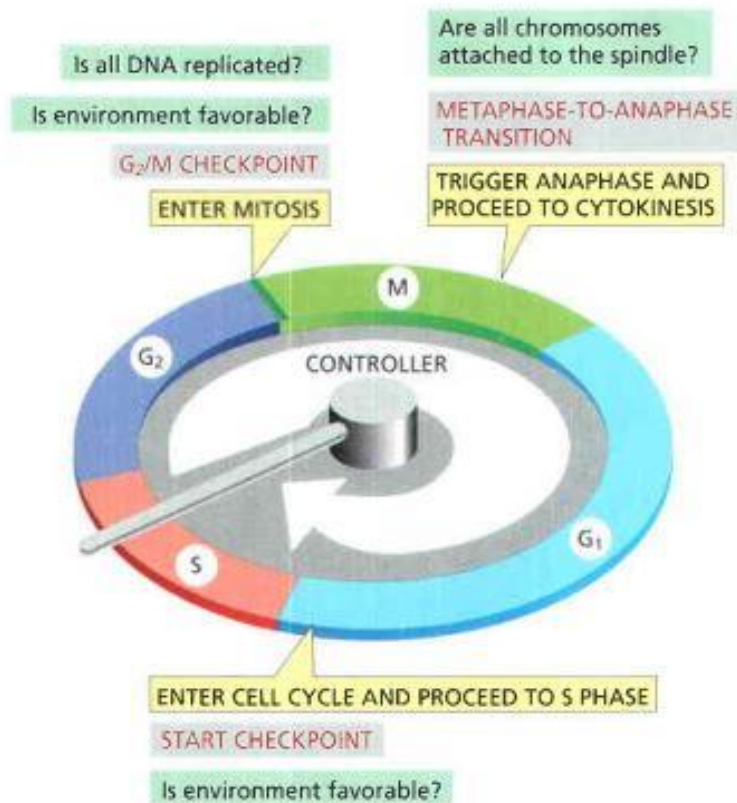 Is all DNA replicated?
Is environment favorable?
G₂/M CHECKPOINT
ENTER MITOSIS
Are all chromosomes
attached to the spindle?
METAPHASE-TO-ANAPHASE
TRANSITION
TRIGGER ANAPHASE AND
PROCEED TO CYTOKINESIS
M
G₂
CONTROLLER
G₁
S
ENTER CELL CYCLE AND PROCEED TO S PHASE
START CHECKPOINT
Is environment favorable?